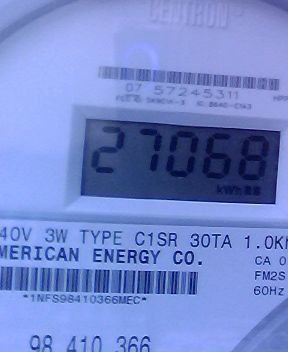 CENTRON
07 57245311
27068
kWh
40V 3W TYPE C1SR 30TA 1.0K
MERICAN ENERGY CO.
CA 0
FM2S
*1NFS98410366MEC*
60Hz
98 410 366